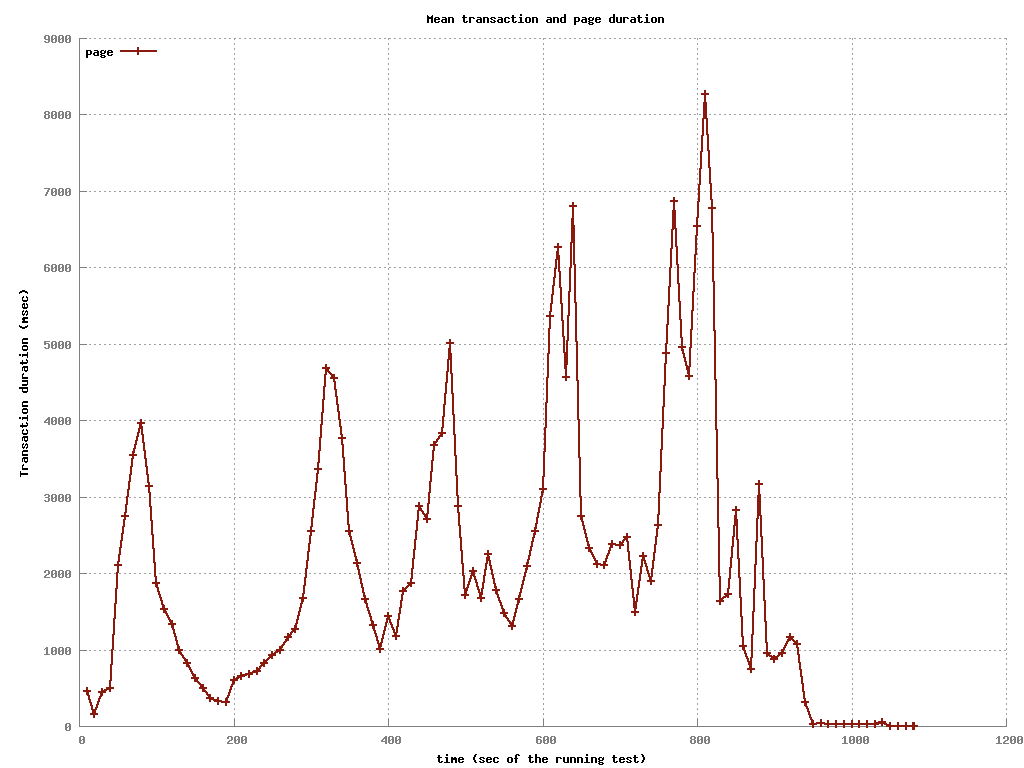 Mean transaction and page duration
page
9000
8000
7000
6000
5000
4000
3000
2000
1000
0
Transaction duration (msec)
0 200 400 600 800 1000 1200
time (sec of the running test)